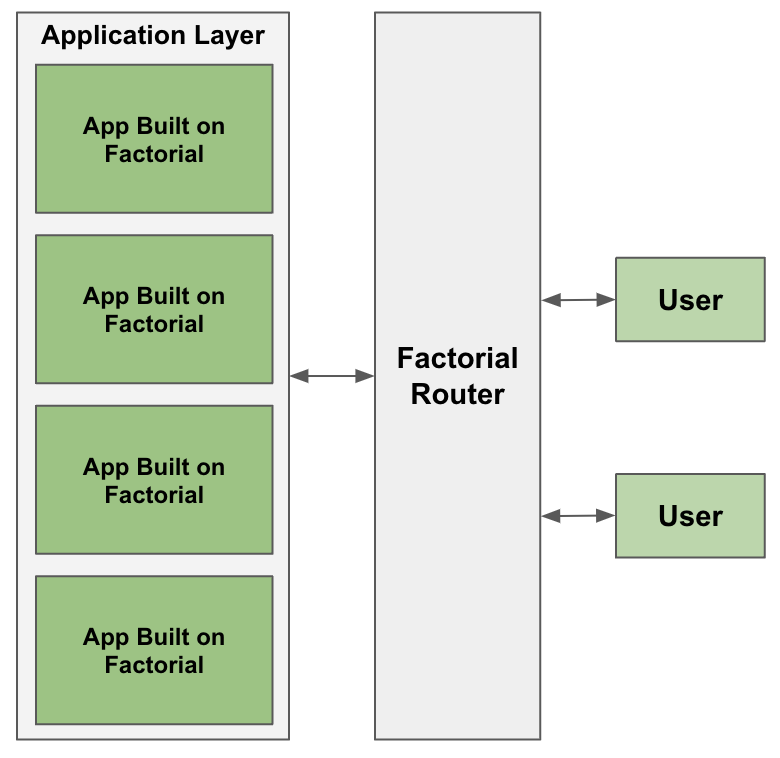 Application Layer
App Built on
Factorial
App Built on
Factorial
App Built on
Factorial
App Built on
Factorial
Factorial
Router
User
User